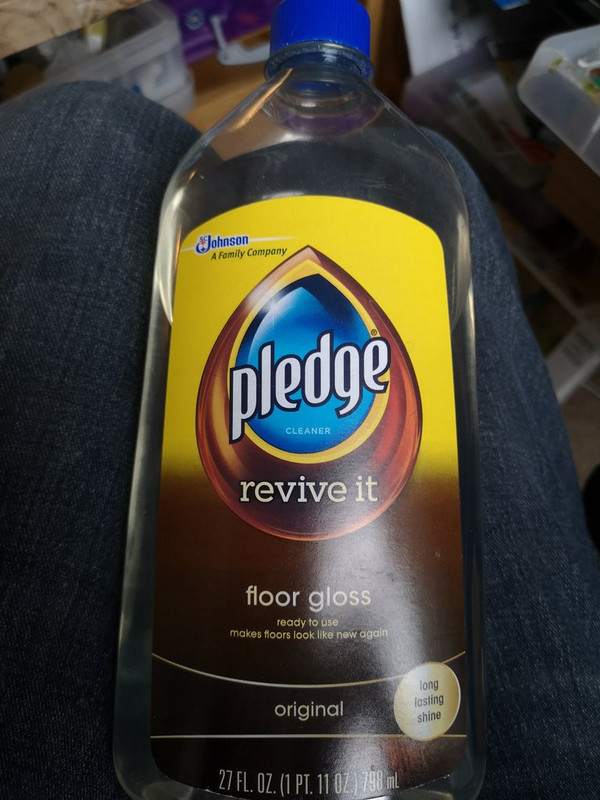 SC Johnson
A Family Company
pledge®
CLEANER
revive it
floor gloss
ready to use
makes floors look like new again
original
long
lasting
shine
27 FL. OZ. (1 PT. 11 OZ.) 798 mL